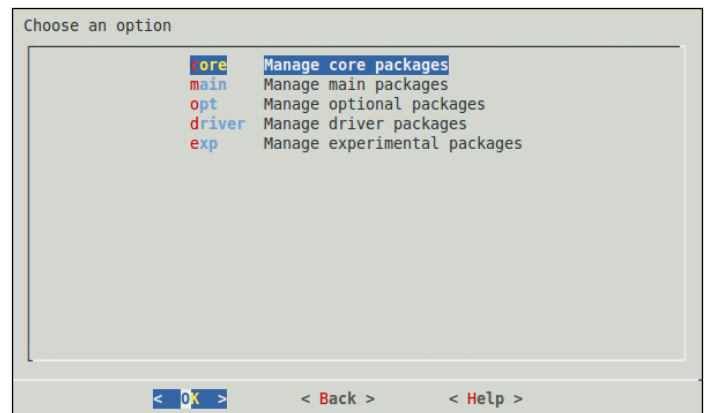 Choose an option
core Manage core packages
main Manage main packages
opt Manage optional packages
driver Manage driver packages
exp Manage experimental packages
< OK > < Back > < Help >